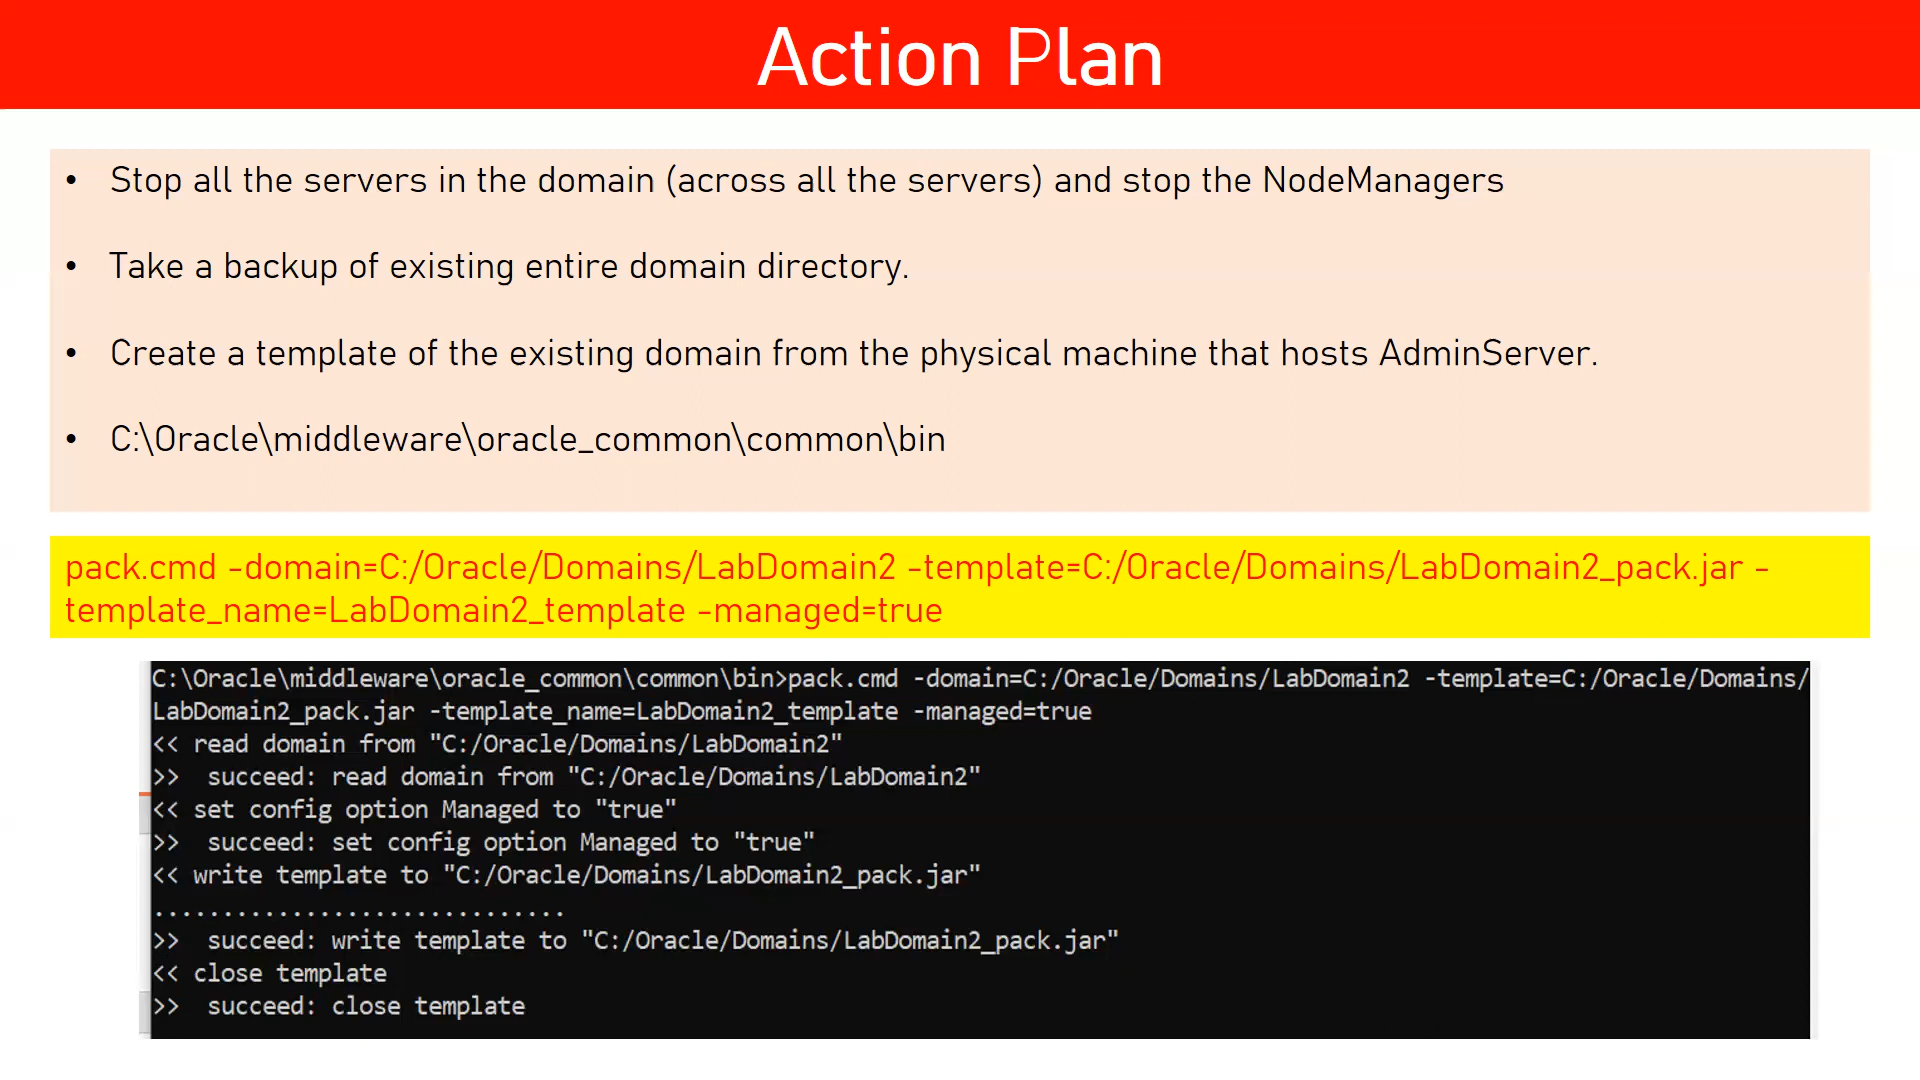 Action Plan
• Stop all the servers in the domain (across all the servers) and stop the NodeManagers
• Take a backup of existing entire domain directory.
• Create a template of the existing domain from the physical machine that hosts AdminServer.
• C:\Oracle\middleware\oracle_common\common\bin
pack.cmd -domain=C:/Oracle/Domains/LabDomain2 -template=C:/Oracle/Domains/LabDomain2_pack.jar -
template_name=LabDomain2_template -managed=true
C:\Oracle\middleware\oracle_common\common\bin>pack.cmd -domain=C:/Oracle/Domains/LabDomain2 -template=C:/Oracle/Domains/
LabDomain2_pack.jar -template_name=LabDomain2_template -managed=true
<< read domain from "C:/Oracle/Domains/LabDomain2"
>>  succeed: read domain from "C:/Oracle/Domains/LabDomain2"
<< set config option Managed to "true"
>>  succeed: set config option Managed to "true"
<< write template to "C:/Oracle/Domains/LabDomain2_pack.jar"
..............................
>>  succeed: write template to "C:/Oracle/Domains/LabDomain2_pack.jar"
<< close template
>>  succeed: close template